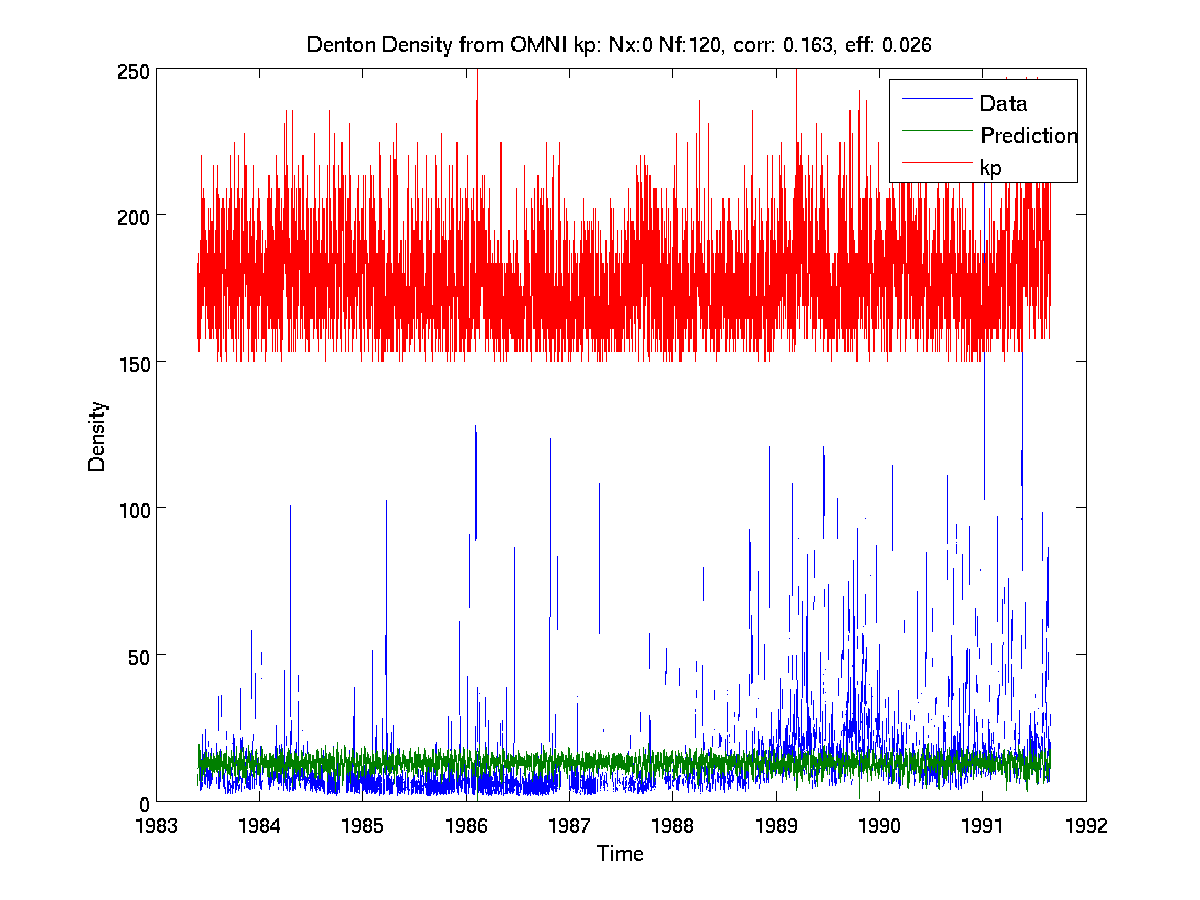 Denton Density from OMNI kp: Nx:0 Nf:120, corr: 0.163, eff: 0.026
250
200
150
100
50
0
Density
Data
Prediction
kp
1983 1984 1985 1986 1987 1988 1989 1990 1991 1992
Time